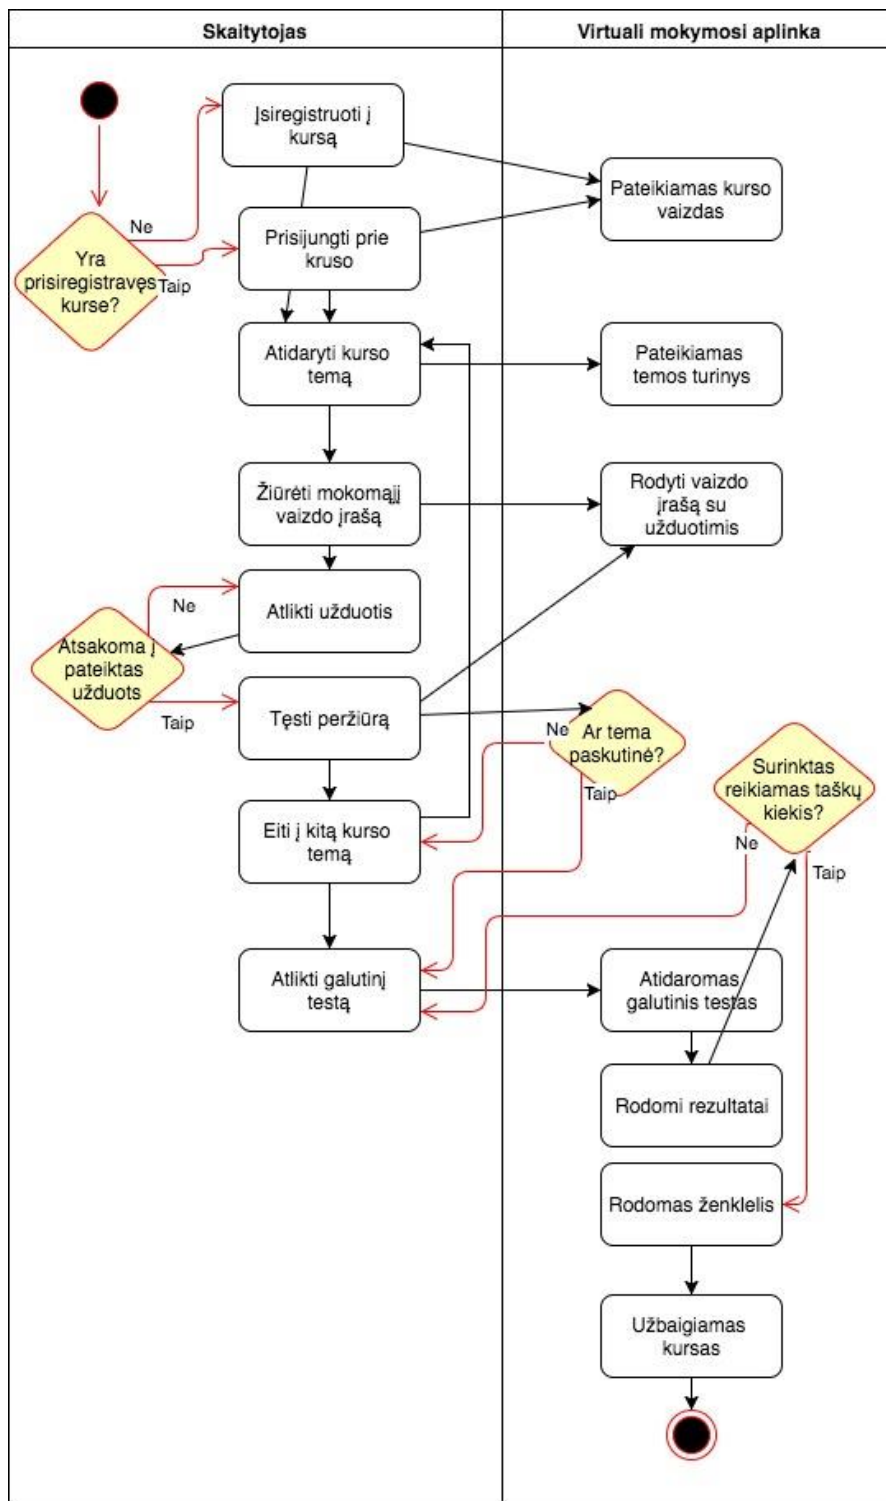 Skaitytojas
Virtuali mokymosi aplinka
Įsiregistruoti į
kursą
Pateikiamas kurso
vaizdas
Ne
Yra
prisiregistravęs
kurse?
Taip
Prisijungti prie
kruso
Atidaryti kurso
temą
Pateikiamas
temos turinys
Žiūrėti mokomąjį
vaizdo įrašą
Rodyti vaizdo
įrašą su
užduotimis
Ne
Atlikti užduotis
Atsakoma į
pateiktas
užduots
Taip
Tęsti peržiūrą
Ne
Ar tema
paskutinė?
Taip
Surinktas
reikiamas taškų
kiekis?
Ne
Taip
Eiti į kitą kurso
temą
Atlikti galutinį
testą
Atidaromas
galutinis testas
Rodomi rezultatai
Rodomas ženklelis
Užbaigiamas
kursas